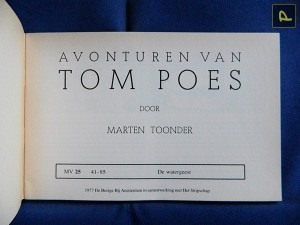 AVONTUREN VAN
TOM POES
DOOR
MARTEN TOONDER
MV 25 41-85 De watergeest
1977 De Bezige Bij Amsterdam in samenwerking met Het Stripschap
P